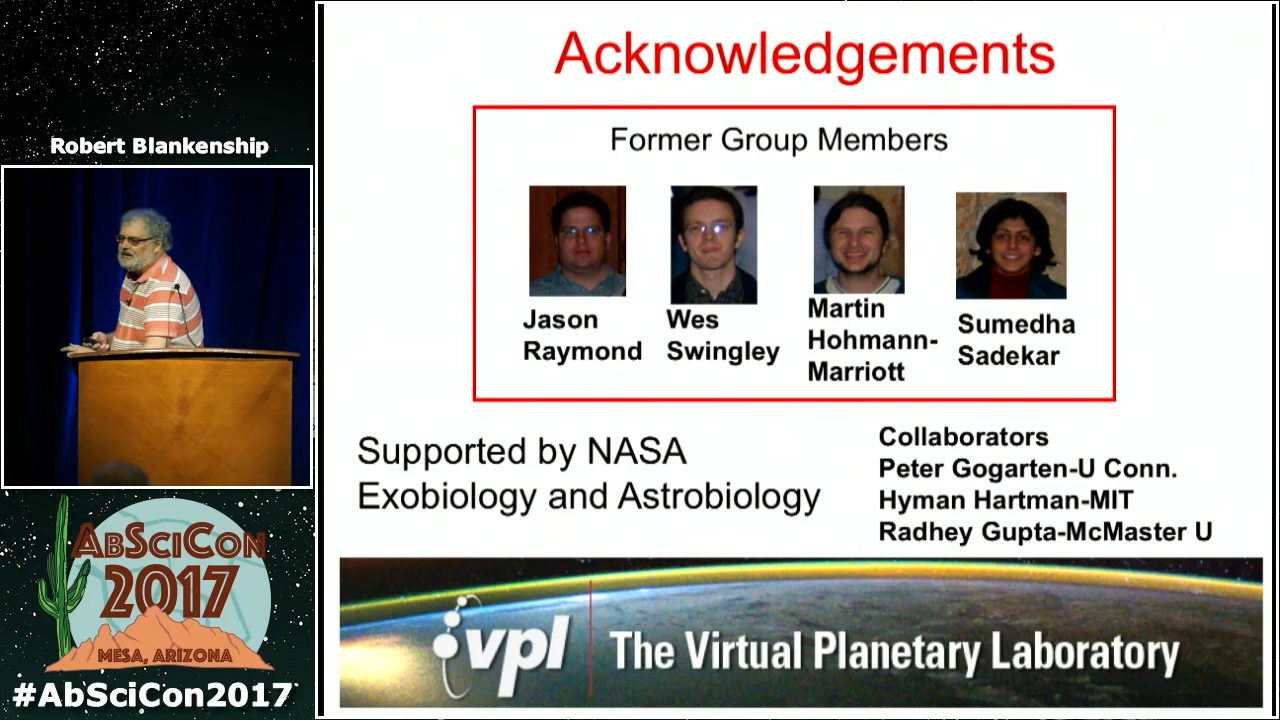 Robert Blankenship
ABSCICON
2017
MESA, ARIZONA
#AbSciCon2017
Acknowledgements
Former Group Members
Jason
Raymond
Wes
Swingley
Martin
Hohmann-
Marriott
Sumedha
Sadekar
Supported by NASA
Exobiology and Astrobiology
Collaborators
Peter Gogarten-U Conn.
Hyman Hartman-MIT
Radhey Gupta-McMaster U
vpl
The Virtual Planetary Laboratory